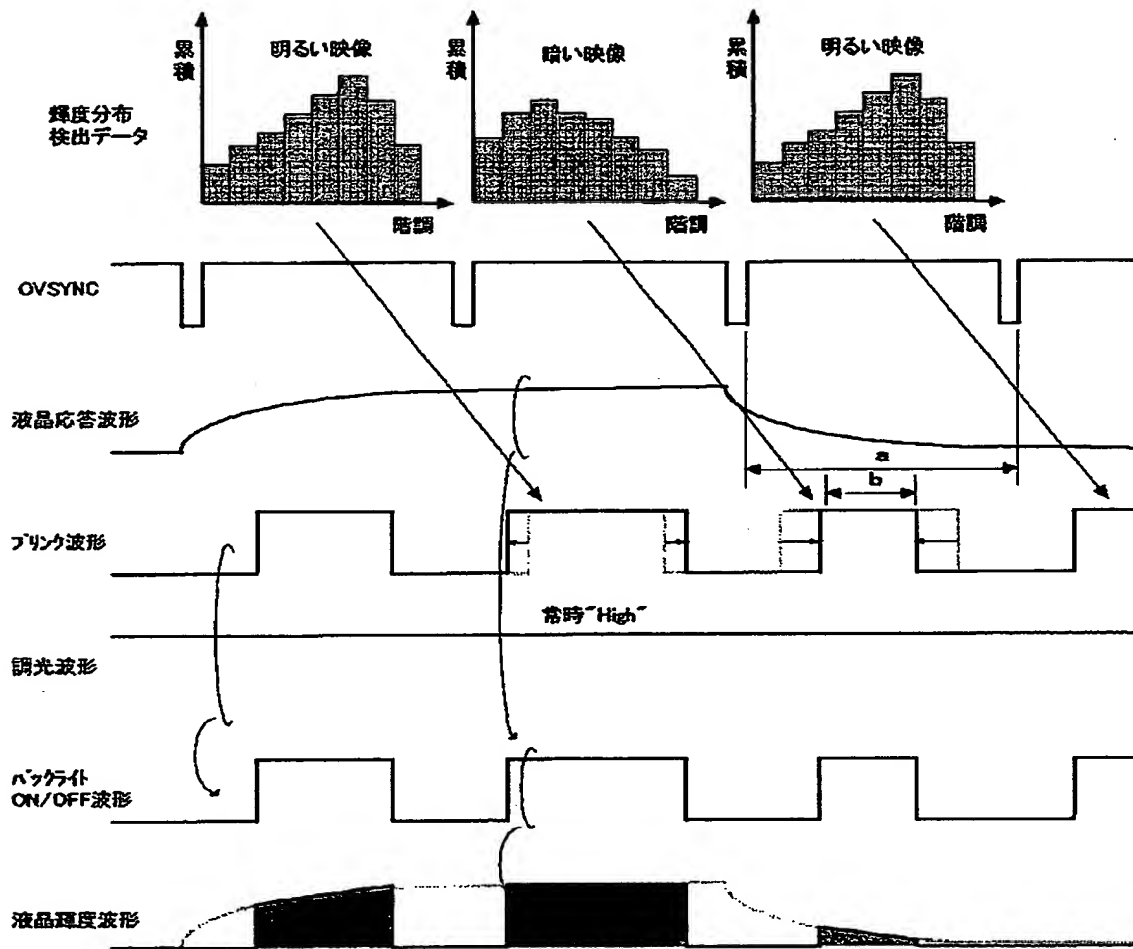 累積
明るい映像
階調
累積
暗い映像
階調
累積
明るい映像
階調
輝度分布
検出データ
OVSYNC
液晶応答波形
a
b
ブリンク波形
常時"High"
調光波形
バックライト
ON/OFF波形
液晶輝度波形